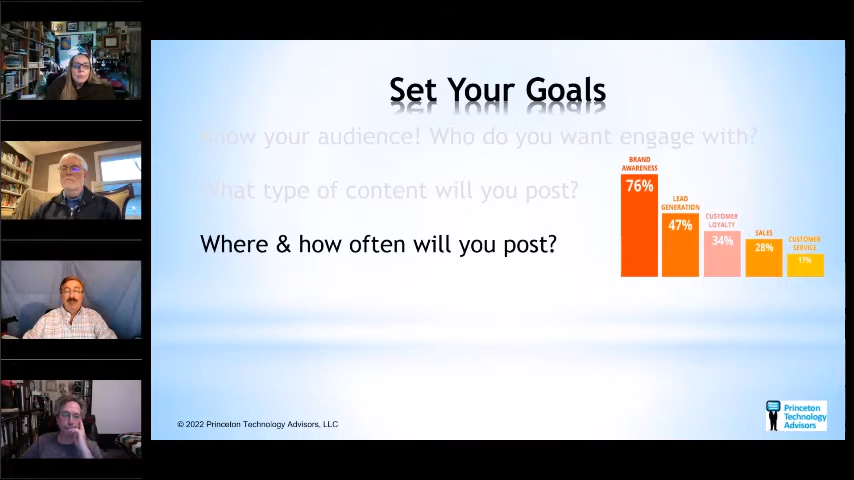 Set Your Goals
Know your audience! Who do you want engage with?
What type of content will you post?
Where & how often will you post?
BRAND
AWARENESS
76%
LEAD
GENERATION
47%
CUSTOMER
LOYALTY
34%
SALES
28%
CUSTOMER
SERVICE
17%
© 2022 Princeton Technology Advisors, LLC
Princeton
Technology
Advisors